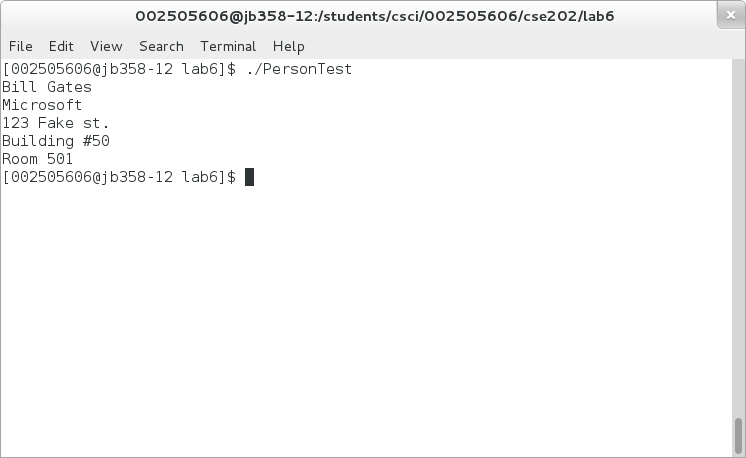 002505606@jb358-12:/students/csci/002505606/cse202/lab6
File Edit View Search Terminal Help
[002505606@jb358-12 lab6]$ ./PersonTest
Bill Gates
Microsoft
123 Fake st.
Building #50
Room 501
[002505606@jb358-12 lab6]$